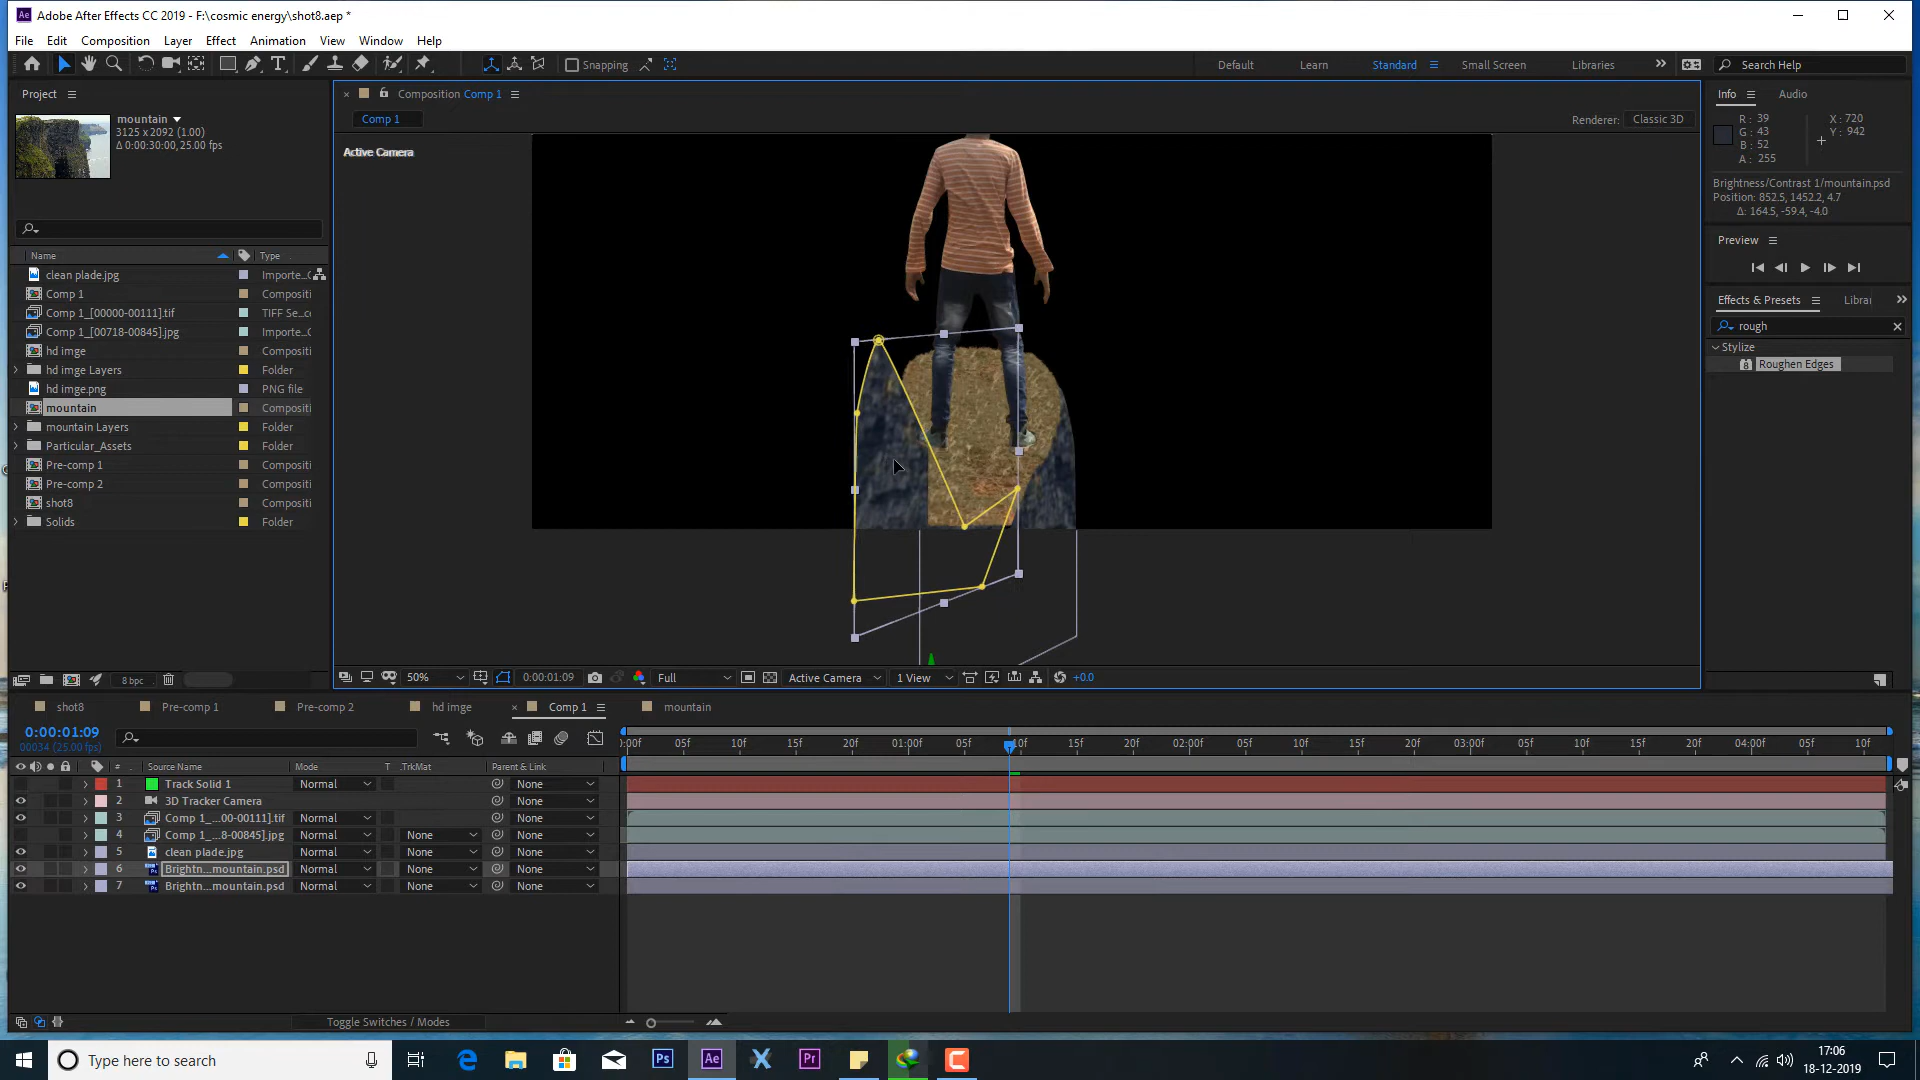 Adobe After Effects CC 2019 - F:\cosmic energy\shot8.aep *
File Edit Composition Layer Effect Animation View Window Help
Snapping
Default Learn Standard Small Screen Libraries
Search Help
Project
mountain
3125 x 2092 (1.00)
Δ 0:00:30:00, 25.00 fps
Name Type
clean plade.jpg Importe...
Comp 1 Compositi
Comp 1_[00000-00111].tif TIFF Se...
Comp 1_[00718-00845].jpg Importe...
hd imge Compositi
hd imge Layers Folder
hd imge.png PNG file
mountain Compositi
mountain Layers Folder
Particular_Assets Folder
Pre-comp 1 Compositi
Pre-comp 2 Compositi
shot8 Compositi
Solids Folder
8 bpc
Composition Comp 1
Comp 1
Renderer: Classic 3D
Active Camera
50% 0:00:01:09 Full Active Camera 1 View +0.0
Info Audio
R: 39 X: 720
G: 43 Y: 942
B: 52
A: 255
Brightness/Contrast 1/mountain.psd
Position: 852.5, 1452.2, 4.7
Δ: 164.5, -59.4, -4.0
Preview
Effects & Presets Librar
rough
Stylize
8 Roughen Edges
shot8 Pre-comp 1 Pre-comp 2 hd imge Comp 1 mountain
0:00:01:09
00034 (25.00 fps)
:00f 05f 10f 15f 20f 01:00f 05f 10f 15f 20f 02:00f 05f 10f 15f 20f 03:00f 05f 10f 15f 20f 04:00f 05f 10f
# Source Name Mode T .TrkMat Parent & Link
1 Track Solid 1 Normal None
2 3D Tracker Camera None
3 Comp 1_...00-00111].tif Normal None
4 Comp 1_...8-00845].jpg Normal None None
5 clean plade.jpg Normal None None
6 Brightn...mountain.psd Normal None None
7 Brightn...mountain.psd Normal None None
Toggle Switches / Modes
Type here to search
Ps Ae Pr
17:06
18-12-2019